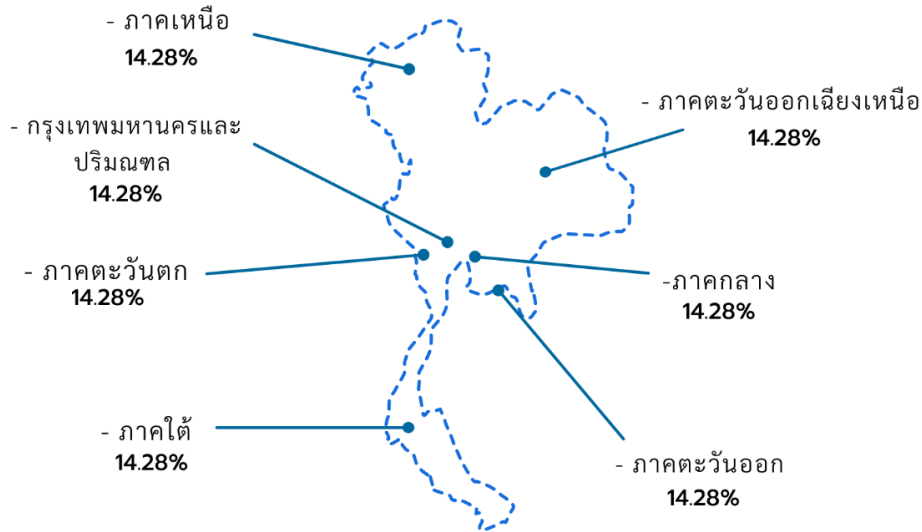 - ภาคเหนือ
14.28%
- ภาคตะวันออกเฉียงเหนือ
14.28%
- กรุงเทพมหานครและ
ปริมณฑล
14.28%
- ภาคตะวันตก
14.28%
-ภาคกลาง
14.28%
- ภาคใต้
14.28%
- ภาคตะวันออก
14.28%